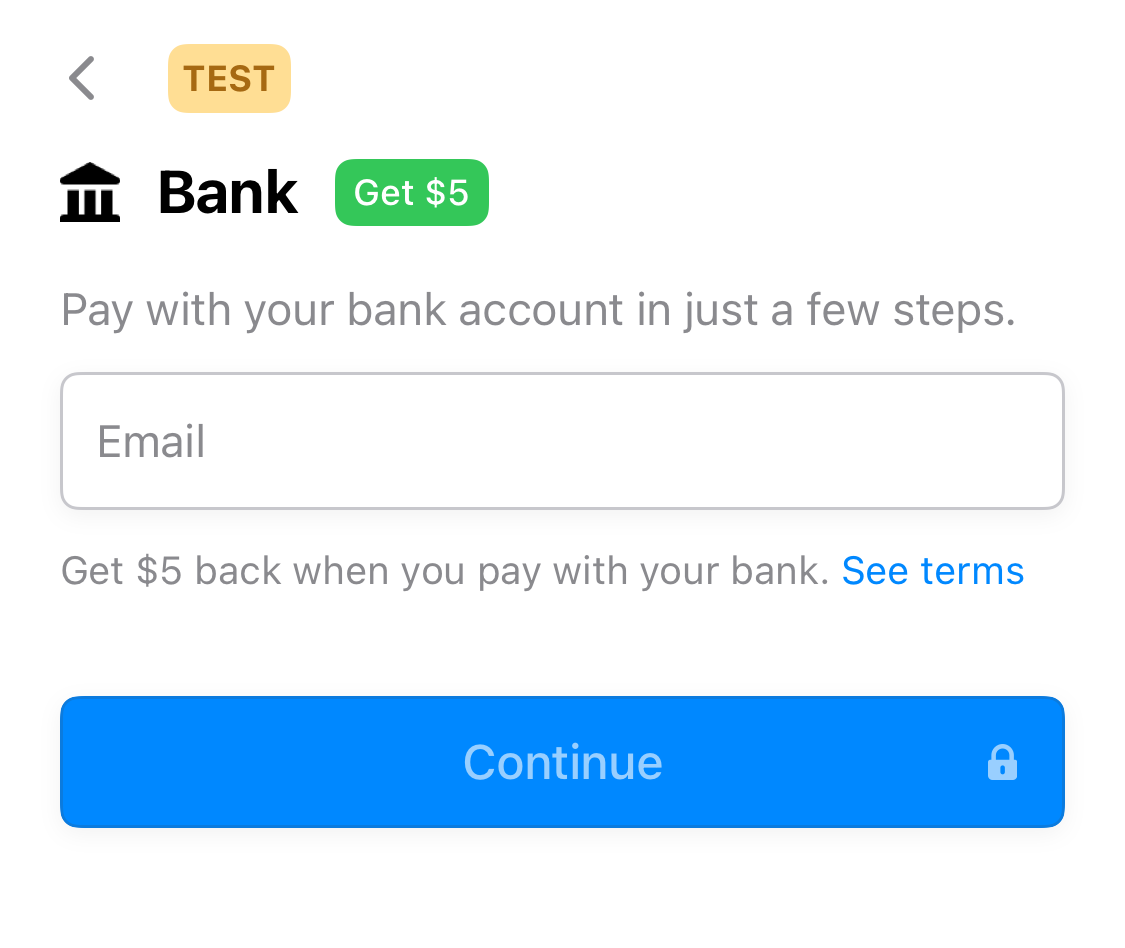 TEST
Bank Get $5
Pay with your bank account in just a few steps.
Email
Get $5 back when you pay with your bank. See terms
Continue